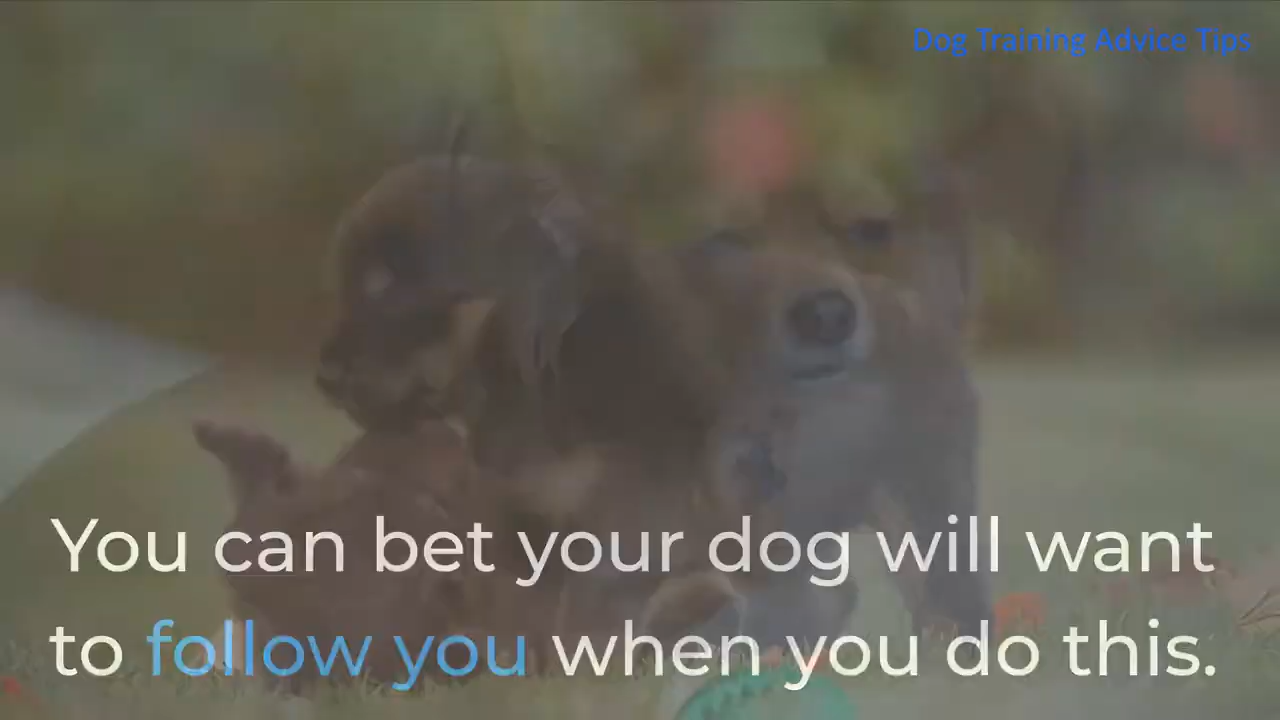 Dog Training Advice Tips
You can bet your dog will want
to follow you when you do this.